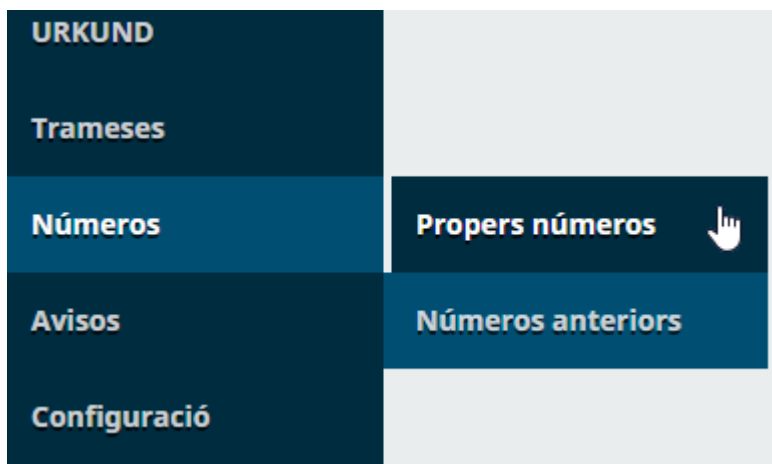 URKUND
Trameses
Números
Propers números
Avisos
Números anteriors
Configuració